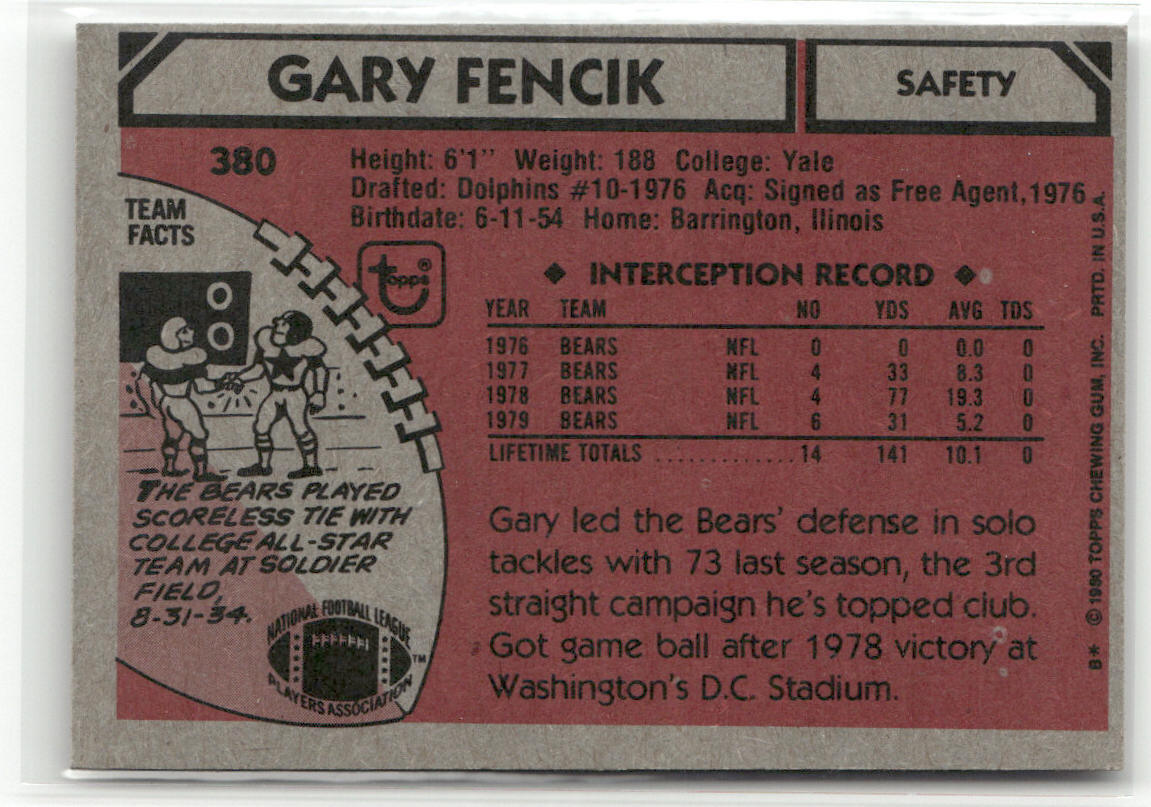 GARY FENCIK
SAFETY
380
Height: 6'1" Weight: 188 College: Yale
Drafted: Dolphins #10-1976 Acq: Signed as Free Agent, 1976
Birthdate: 6-11-54 Home: Barrington, Illinois
TEAM
FACTS
topps®
◆ INTERCEPTION RECORD ◆
YEAR TEAM NO YDS AVG TDS
1976 BEARS NFL 0 0 0.0 0
1977 BEARS NFL 4 33 8.3 0
1978 BEARS NFL 4 77 19.3 0
1979 BEARS NFL 6 31 5.2 0
LIFETIME TOTALS .............14 141 10.1 0
0
0
THE BEARS PLAYED
SCORELESS TIE WITH
COLLEGE ALL-STAR
TEAM AT SOLDIER
FIELD,
8-31-34.
NATIONAL FOOTBALL LEAGUE
PLAYERS ASSOCIATION
TM
Gary led the Bears' defense in solo
tackles with 73 last season, the 3rd
straight campaign he's topped club.
Got game ball after 1978 victory at
Washington's D.C. Stadium.
B* © 1980 TOPPS CHEWING GUM, INC. PRTD. IN U.S.A.